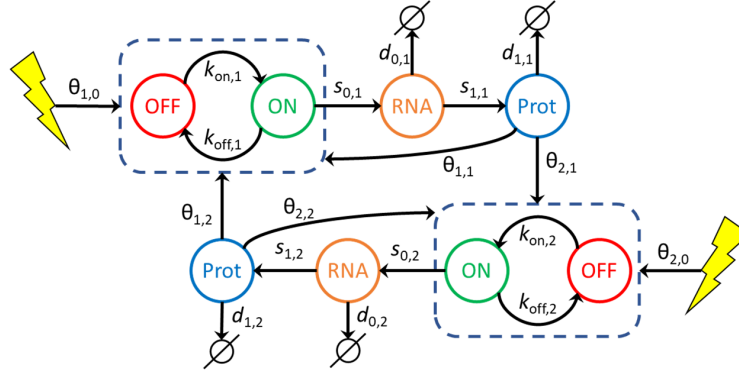 d0,1 d1,1
θ1,0 kon,1 s0,1 s1,1
OFF ON RNA Prot
koff,1
θ1,1 θ2,1
θ1,2 θ2,2 kon,2
s1,2 s0,2 θ2,0
Prot RNA ON OFF
d1,2 d0,2 koff,2